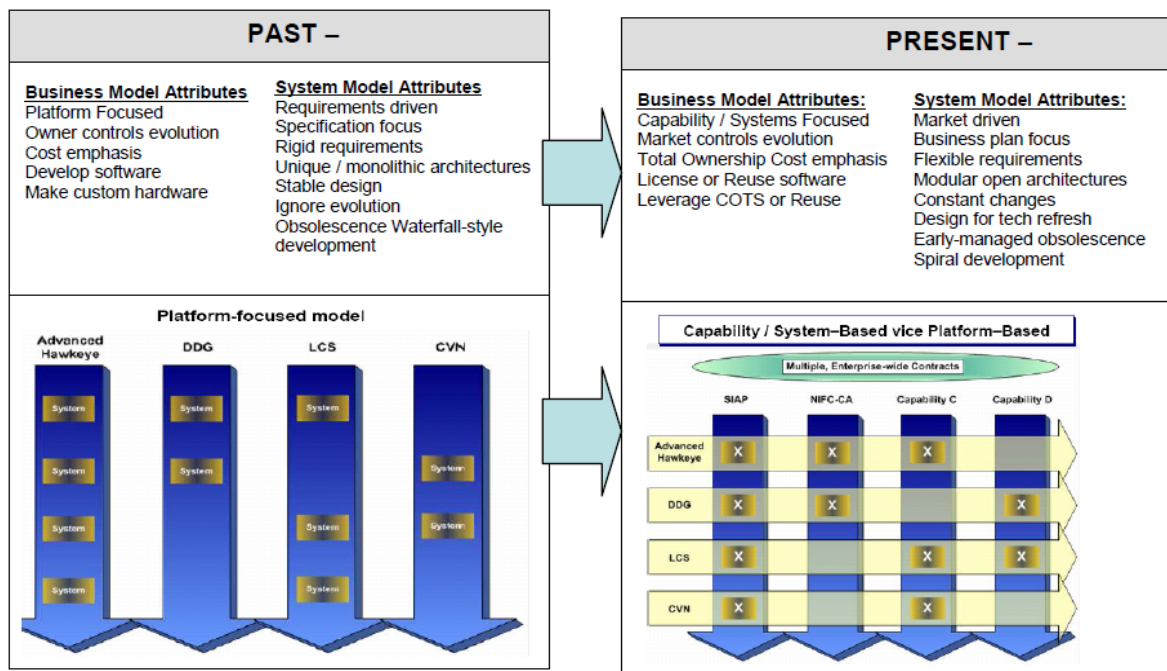 PAST –
Business Model Attributes
Platform Focused
Owner controls evolution
Cost emphasis
Develop software
Make custom hardware
System Model Attributes
Requirements driven
Specification focus
Rigid requirements
Unique / monolithic architectures
Stable design
Ignore evolution
Obsolescence Waterfall-style
development
PRESENT –
Business Model Attributes:
Capability / Systems Focused
Market controls evolution
Total Ownership Cost emphasis
License or Reuse software
Leverage COTS or Reuse
System Model Attributes:
Market driven
Business plan focus
Flexible requirements
Modular open architectures
Constant changes
Design for tech refresh
Early-managed obsolescence
Spiral development
Platform-focused model
Advanced
Hawkeye
DDG
LCS
CVN
System
System
System
System
System
System
System
System
System
System
System
Capability / System–Based vice Platform–Based
Multiple, Enterprise-wide Contracts
SIAP
NIFC-CA
Capability C
Capability D
Advanced
Hawkeye
X
X
X
DDG
X
X
X
LCS
X
X
X
CVN
X
X